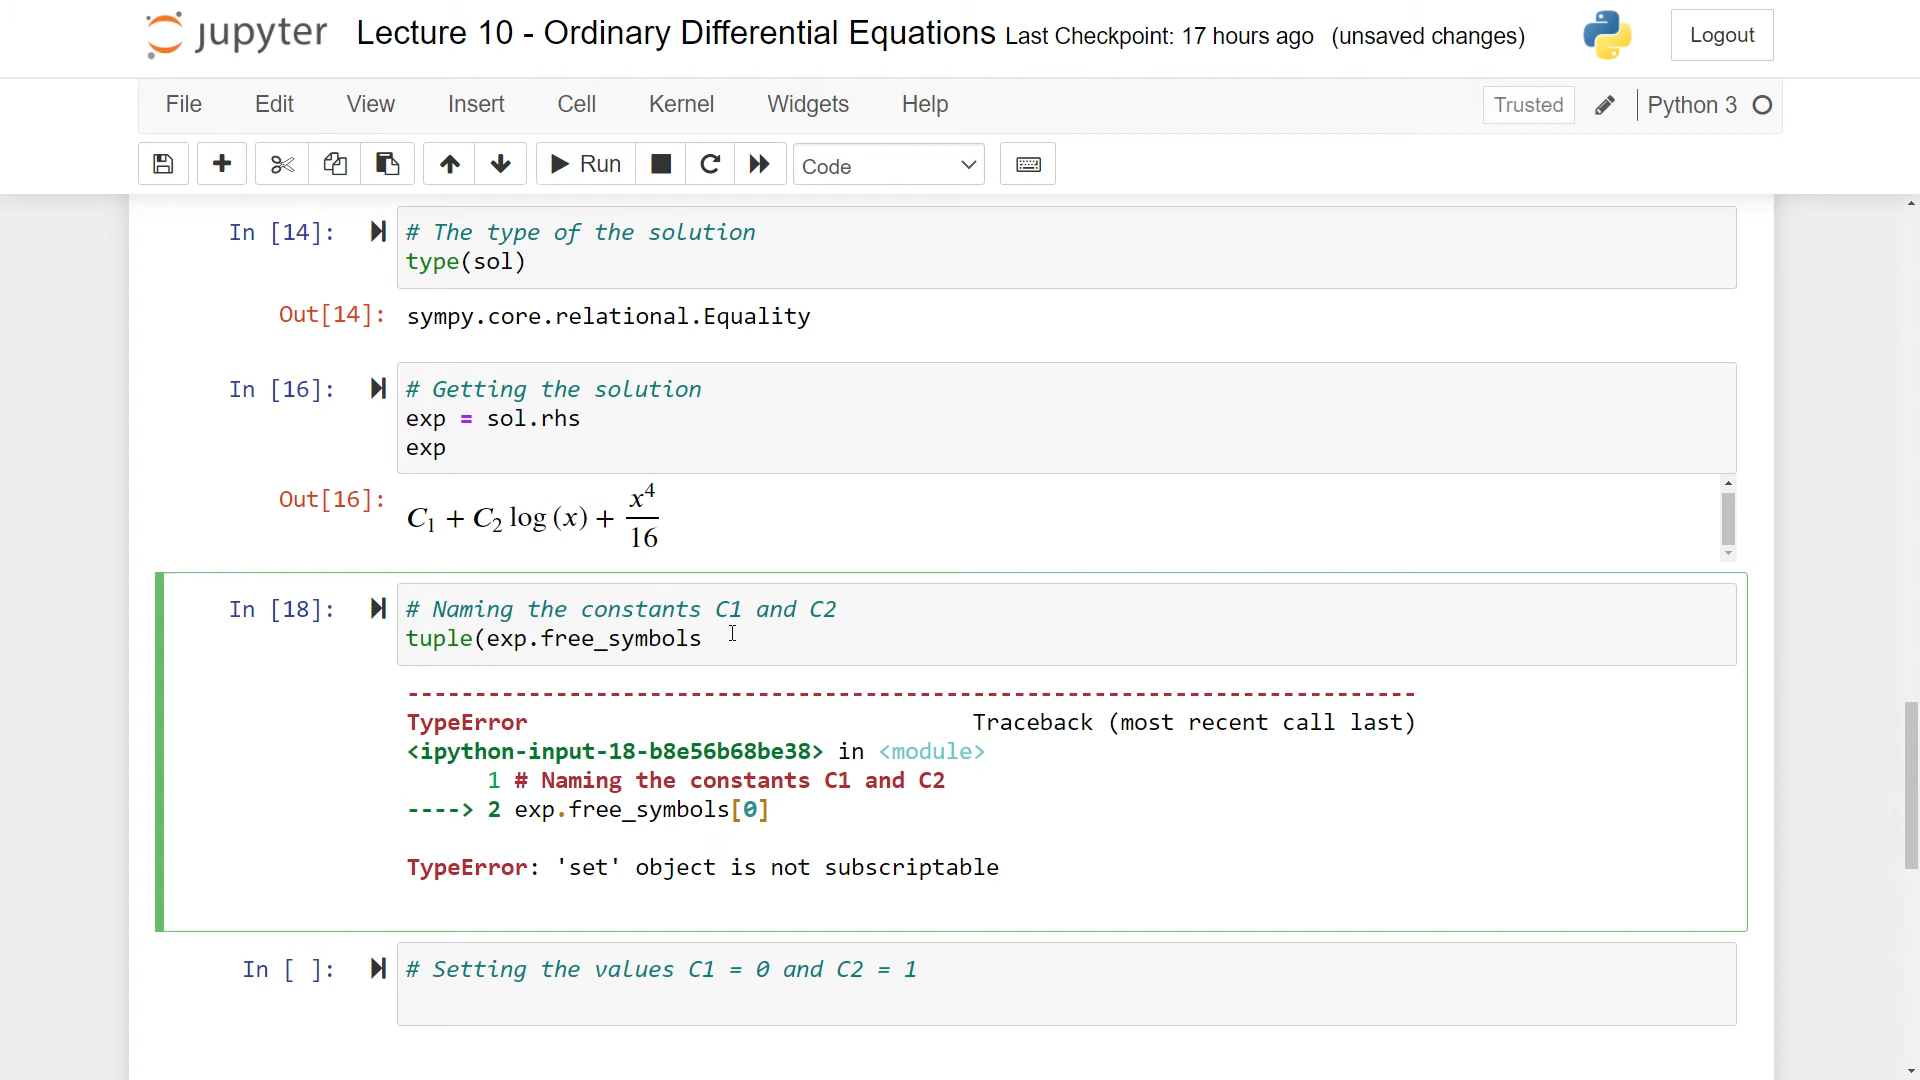 jupyter Lecture 10 - Ordinary Differential Equations Last Checkpoint: 17 hours ago (unsaved changes) Logout
File Edit View Insert Cell Kernel Widgets Help Trusted Python 3
Run Code
In [14]: # The type of the solution
type(sol)
Out[14]: sympy.core.relational.Equality
In [16]: # Getting the solution
exp = sol.rhs
exp
Out[16]: C₁ + C₂ log (x) + x⁴/16
In [18]: # Naming the constants C1 and C2
tuple(exp.free_symbols
---------------------------------------------------------------------------
TypeError Traceback (most recent call last)
<ipython-input-18-b8e56b68be38> in <module>
1 # Naming the constants C1 and C2
----> 2 exp.free_symbols[0]
TypeError: 'set' object is not subscriptable
In [ ]: # Setting the values C1 = 0 and C2 = 1